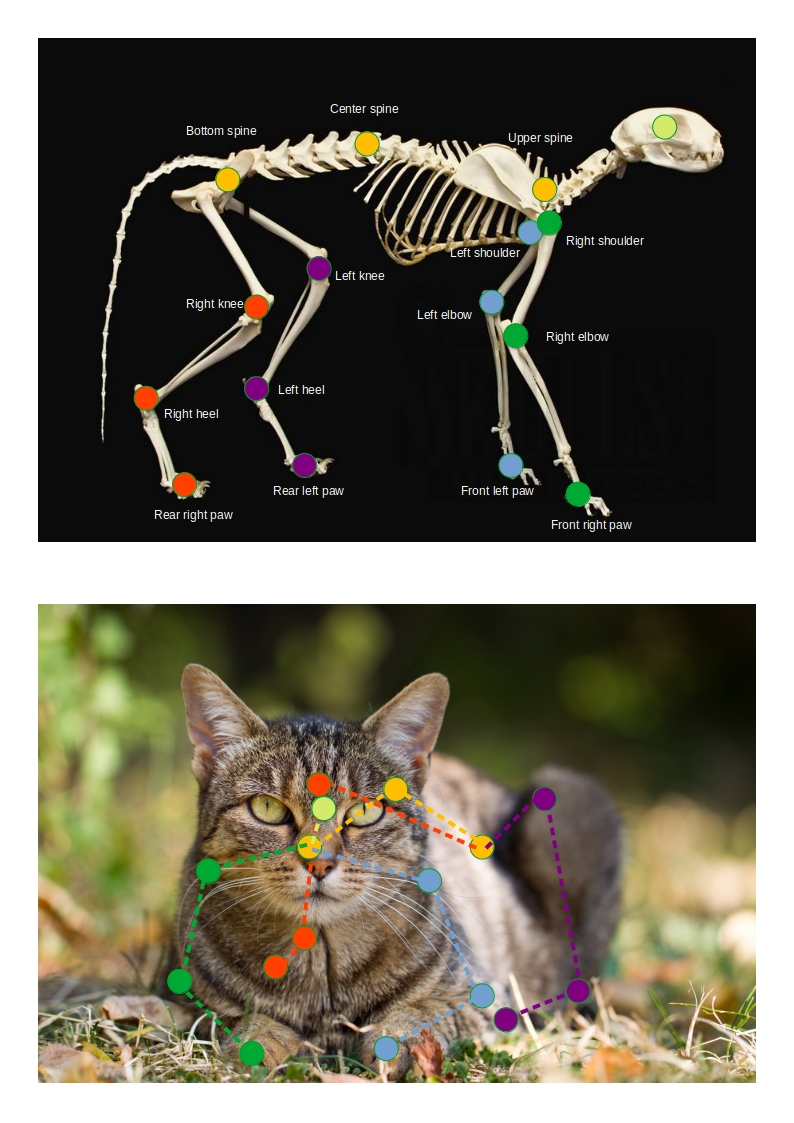 Center spine
Bottom spine
Upper spine
Right shoulder
Left shoulder
Left knee
Right knee
Left elbow
Right elbow
Left heel
Right heel
Rear left paw
Front left paw
Rear right paw
Front right paw